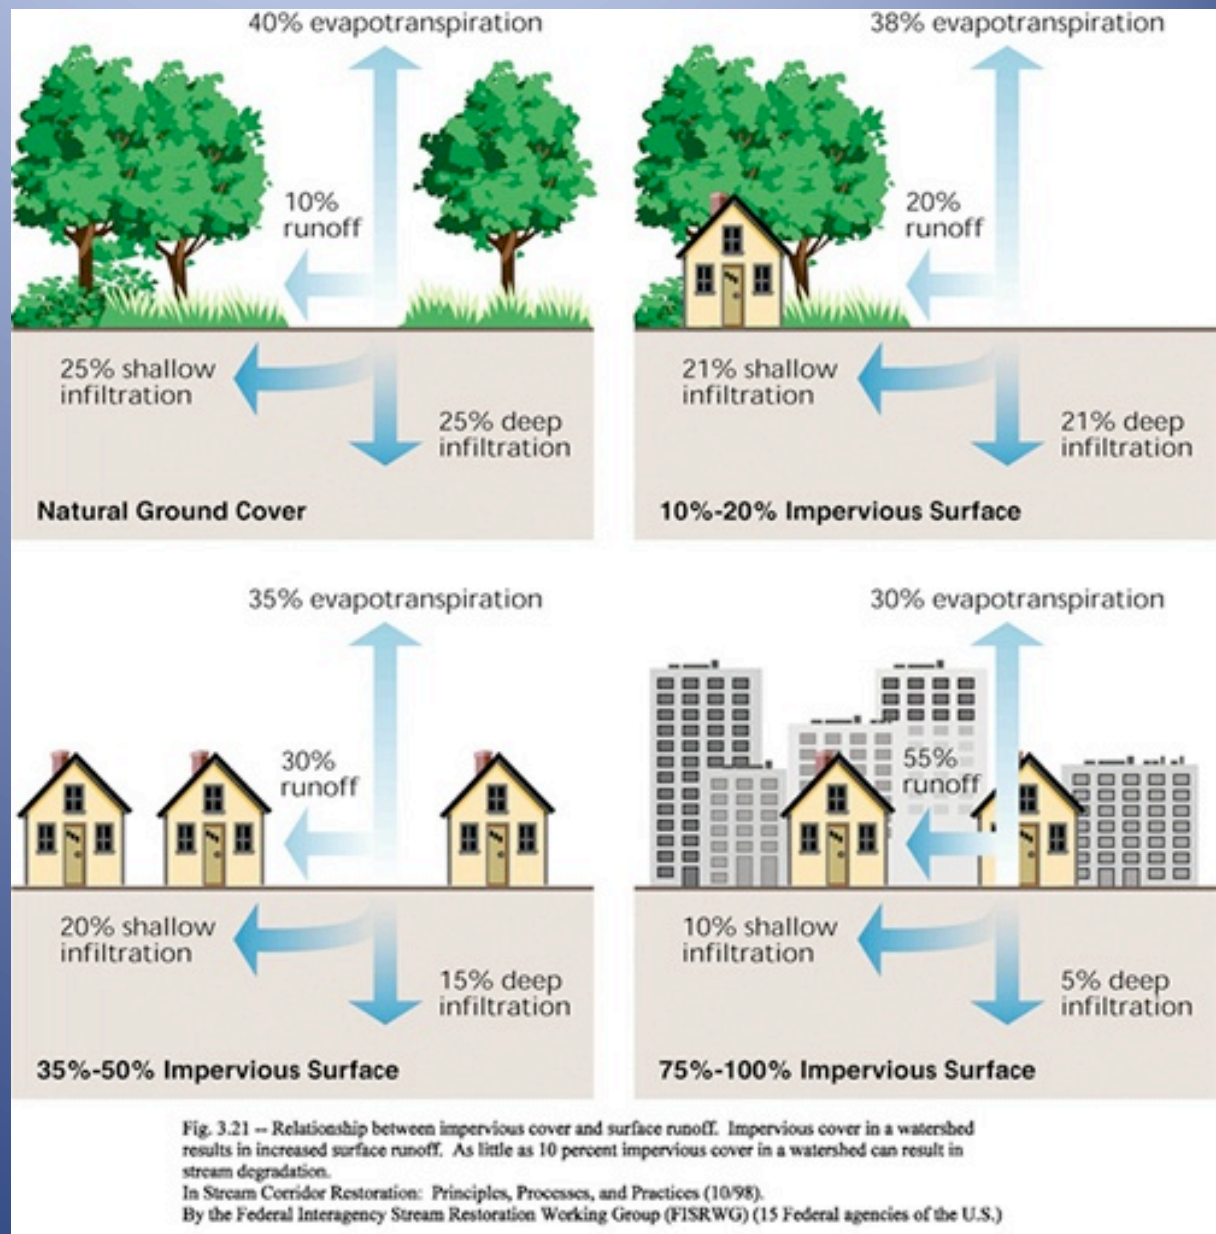 40% evapotranspiration
10%
runoff
25% shallow
infiltration
25% deep
infiltration
Natural Ground Cover
38% evapotranspiration
20%
runoff
21% shallow
infiltration
21% deep
infiltration
10%-20% Impervious Surface
35% evapotranspiration
30%
runoff
20% shallow
infiltration
15% deep
infiltration
35%-50% Impervious Surface
30% evapotranspiration
55%
runoff
10% shallow
infiltration
5% deep
infiltration
75%-100% Impervious Surface
Fig. 3.21 -- Relationship between impervious cover and surface runoff. Impervious cover in a watershed
results in increased surface runoff. As little as 10 percent impervious cover in a watershed can result in
stream degradation.
In Stream Corridor Restoration: Principles, Processes, and Practices (10/98).
By the Federal Interagency Stream Restoration Working Group (FISRWG) (15 Federal agencies of the U.S.)